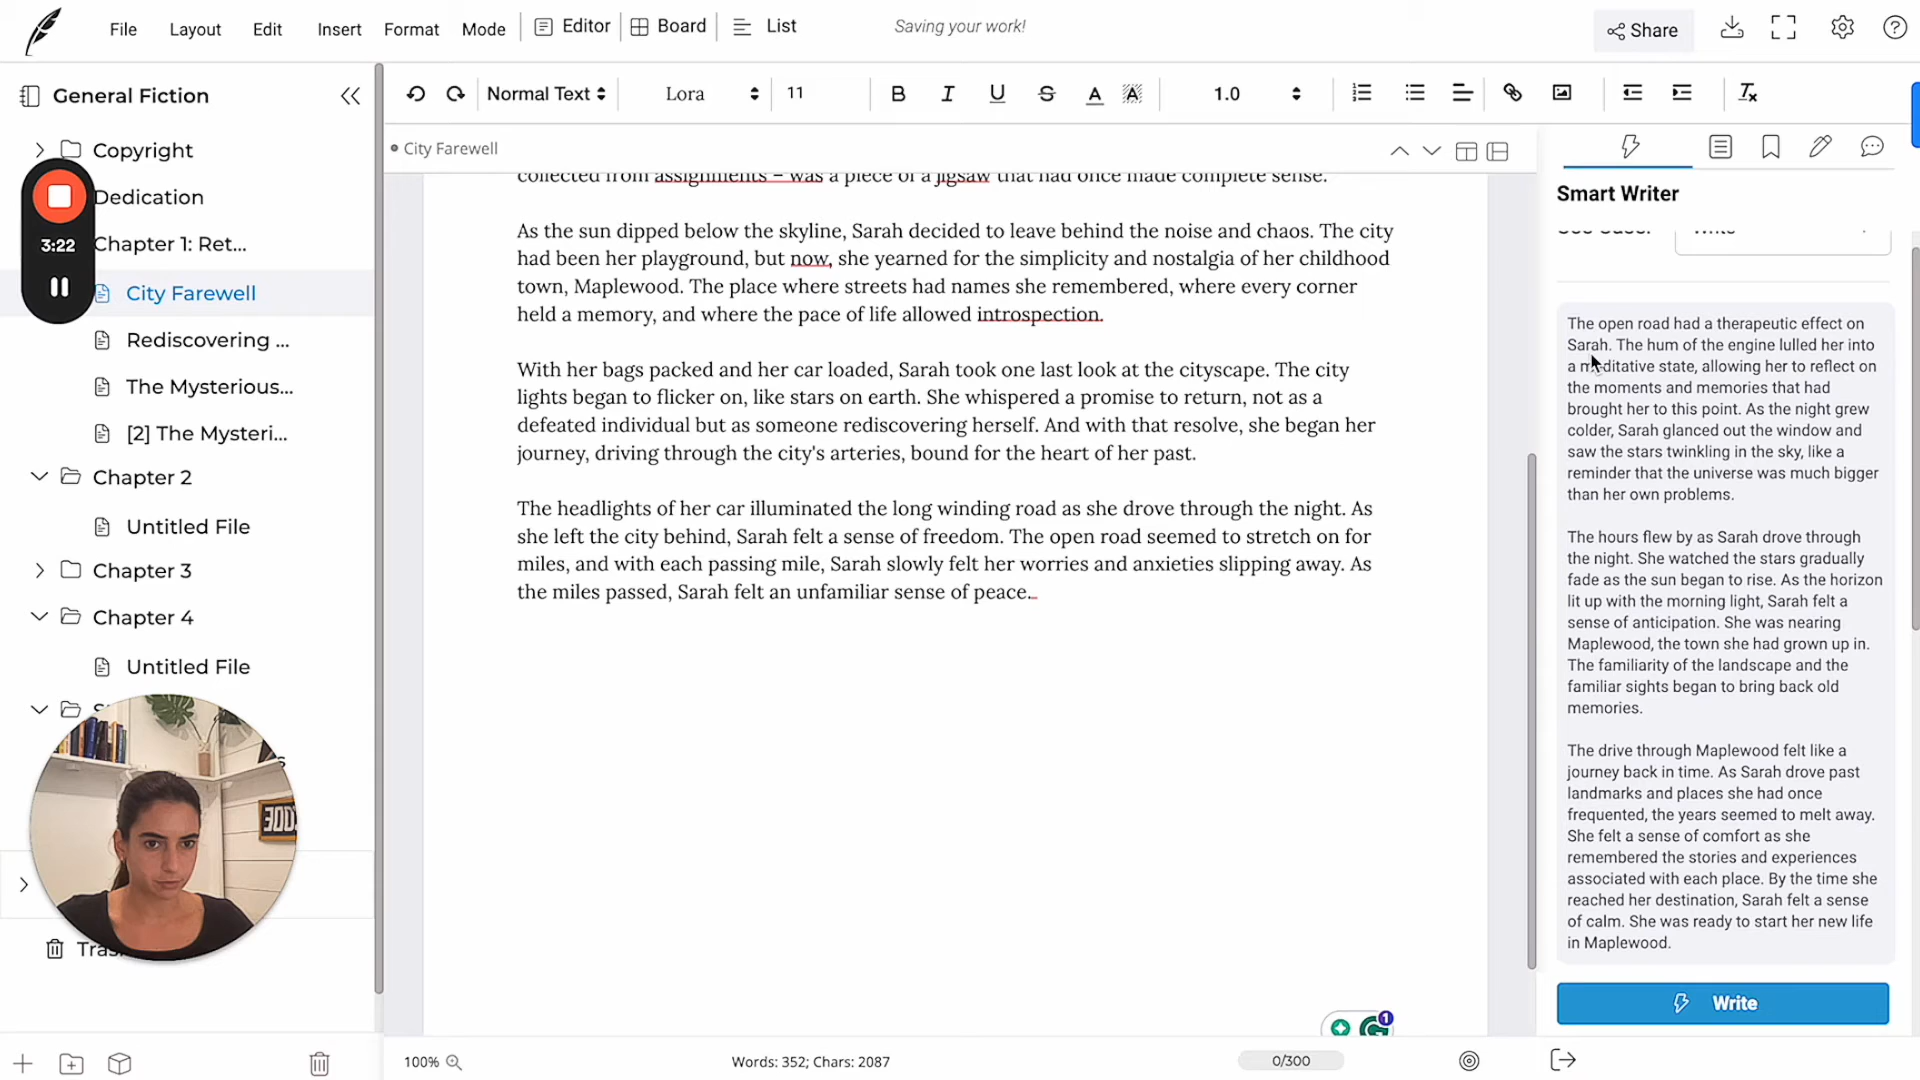 File Layout Edit Insert Format Mode Editor Board List Saving your work! Share
General Fiction
Normal Text Lora 11 B I U S A A 1.0
Copyright
Dedication
Chapter 1: Ret...
City Farewell
Rediscovering ...
The Mysterious...
[2] The Mysteri...
Chapter 2
Untitled File
Chapter 3
Chapter 4
Untitled File
3:22
City Farewell
collected from assignments – was a piece of a jigsaw that had once made complete sense.
As the sun dipped below the skyline, Sarah decided to leave behind the noise and chaos. The city
had been her playground, but now, she yearned for the simplicity and nostalgia of her childhood
town, Maplewood. The place where streets had names she remembered, where every corner
held a memory, and where the pace of life allowed introspection.
With her bags packed and her car loaded, Sarah took one last look at the cityscape. The city
lights began to flicker on, like stars on earth. She whispered a promise to return, not as a
defeated individual but as someone rediscovering herself. And with that resolve, she began her
journey, driving through the city's arteries, bound for the heart of her past.
The headlights of her car illuminated the long winding road as she drove through the night. As
she left the city behind, Sarah felt a sense of freedom. The open road seemed to stretch on for
miles, and with each passing mile, Sarah slowly felt her worries and anxieties slipping away. As
the miles passed, Sarah felt an unfamiliar sense of peace.
Smart Writer
The open road had a therapeutic effect on
Sarah. The hum of the engine lulled her into
a meditative state, allowing her to reflect on
the moments and memories that had
brought her to this point. As the night grew
colder, Sarah glanced out the window and
saw the stars twinkling in the sky, like a
reminder that the universe was much bigger
than her own problems.
The hours flew by as Sarah drove through
the night. She watched the stars gradually
fade as the sun began to rise. As the horizon
lit up with the morning light, Sarah felt a
sense of anticipation. She was nearing
Maplewood, the town she had grown up in.
The familiarity of the landscape and the
familiar sights began to bring back old
memories.
The drive through Maplewood felt like a
journey back in time. As Sarah drove past
landmarks and places she had once
frequented, the years seemed to melt away.
She felt a sense of comfort as she
remembered the stories and experiences
associated with each place. By the time she
reached her destination, Sarah felt a sense
of calm. She was ready to start her new life
in Maplewood.
Write
1
100% Words: 352; Chars: 2087 0/300